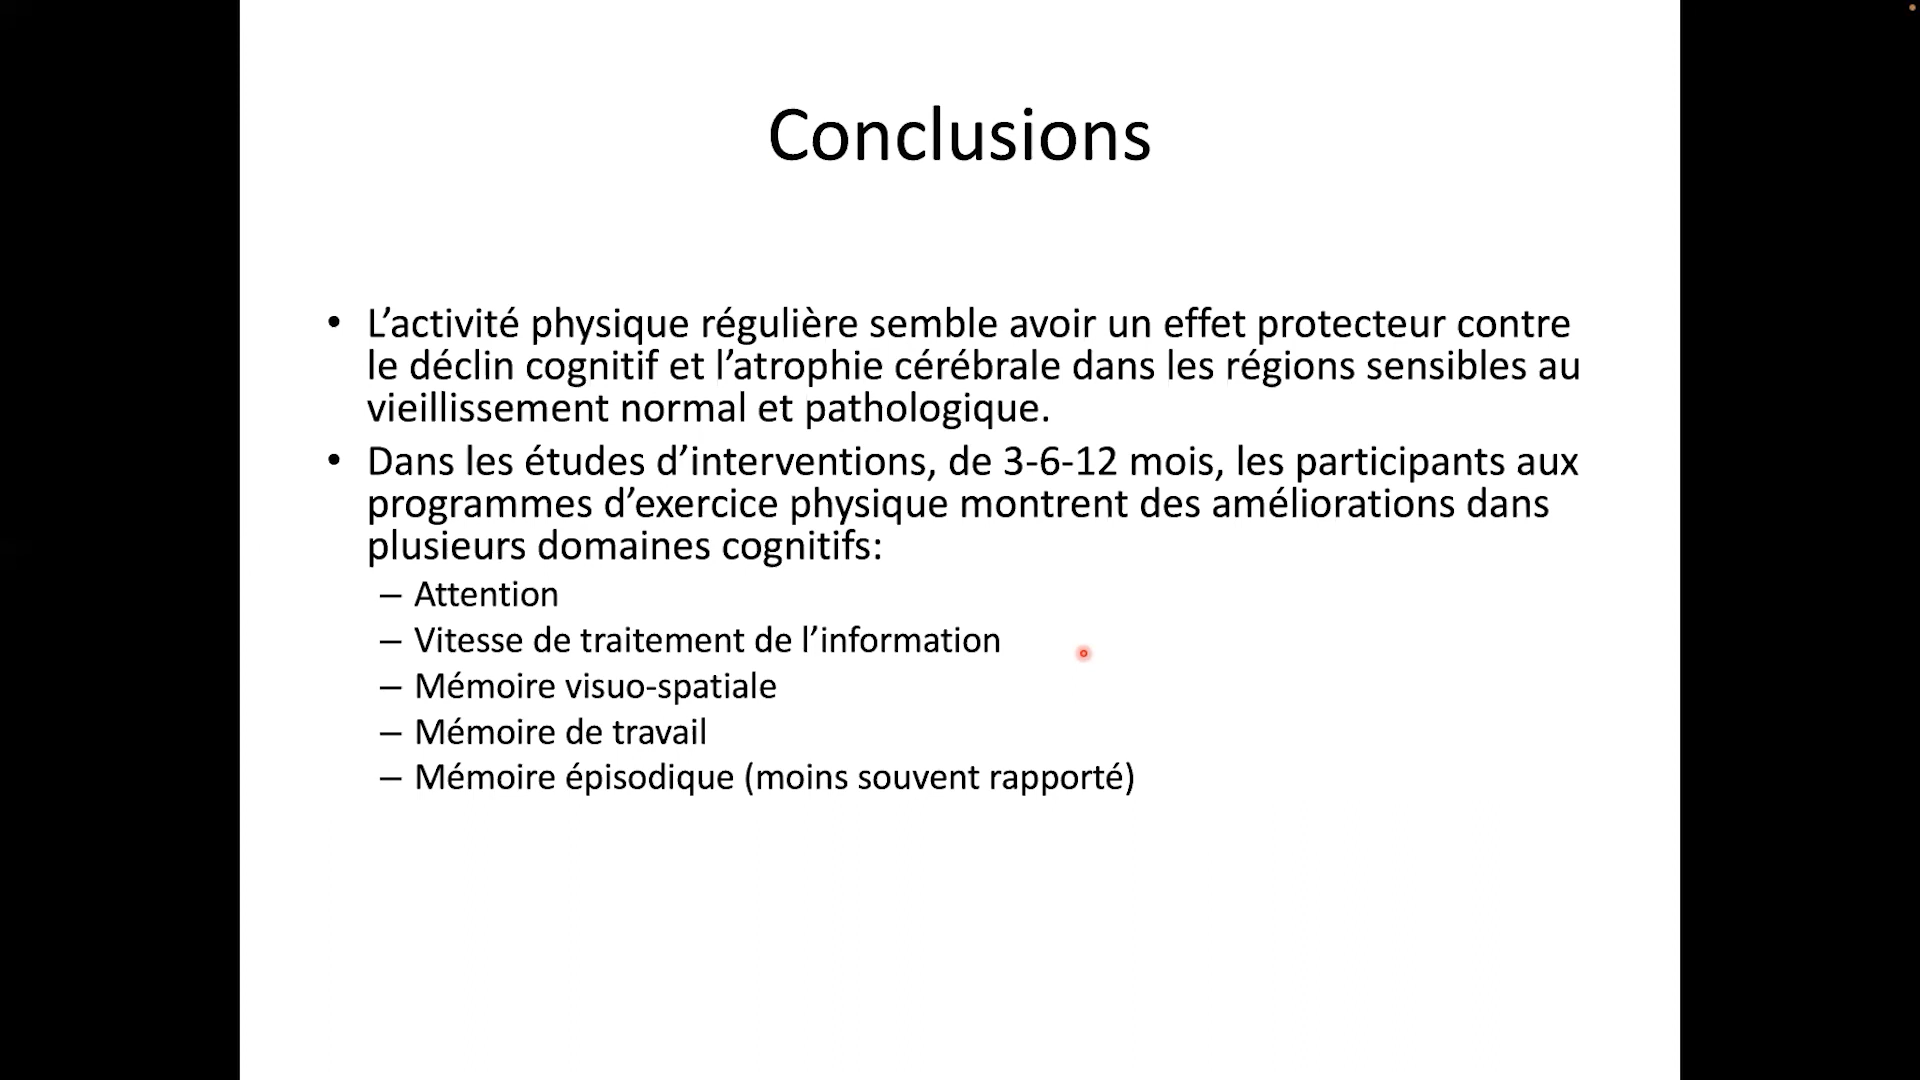 Conclusions
• L’activité physique régulière semble avoir un effet protecteur contre
le déclin cognitif et l’atrophie cérébrale dans les régions sensibles au
vieillissement normal et pathologique.
• Dans les études d’interventions, de 3-6-12 mois, les participants aux
programmes d’exercice physique montrent des améliorations dans
plusieurs domaines cognitifs:
– Attention
– Vitesse de traitement de l’information
– Mémoire visuo-spatiale
– Mémoire de travail
– Mémoire épisodique (moins souvent rapporté)